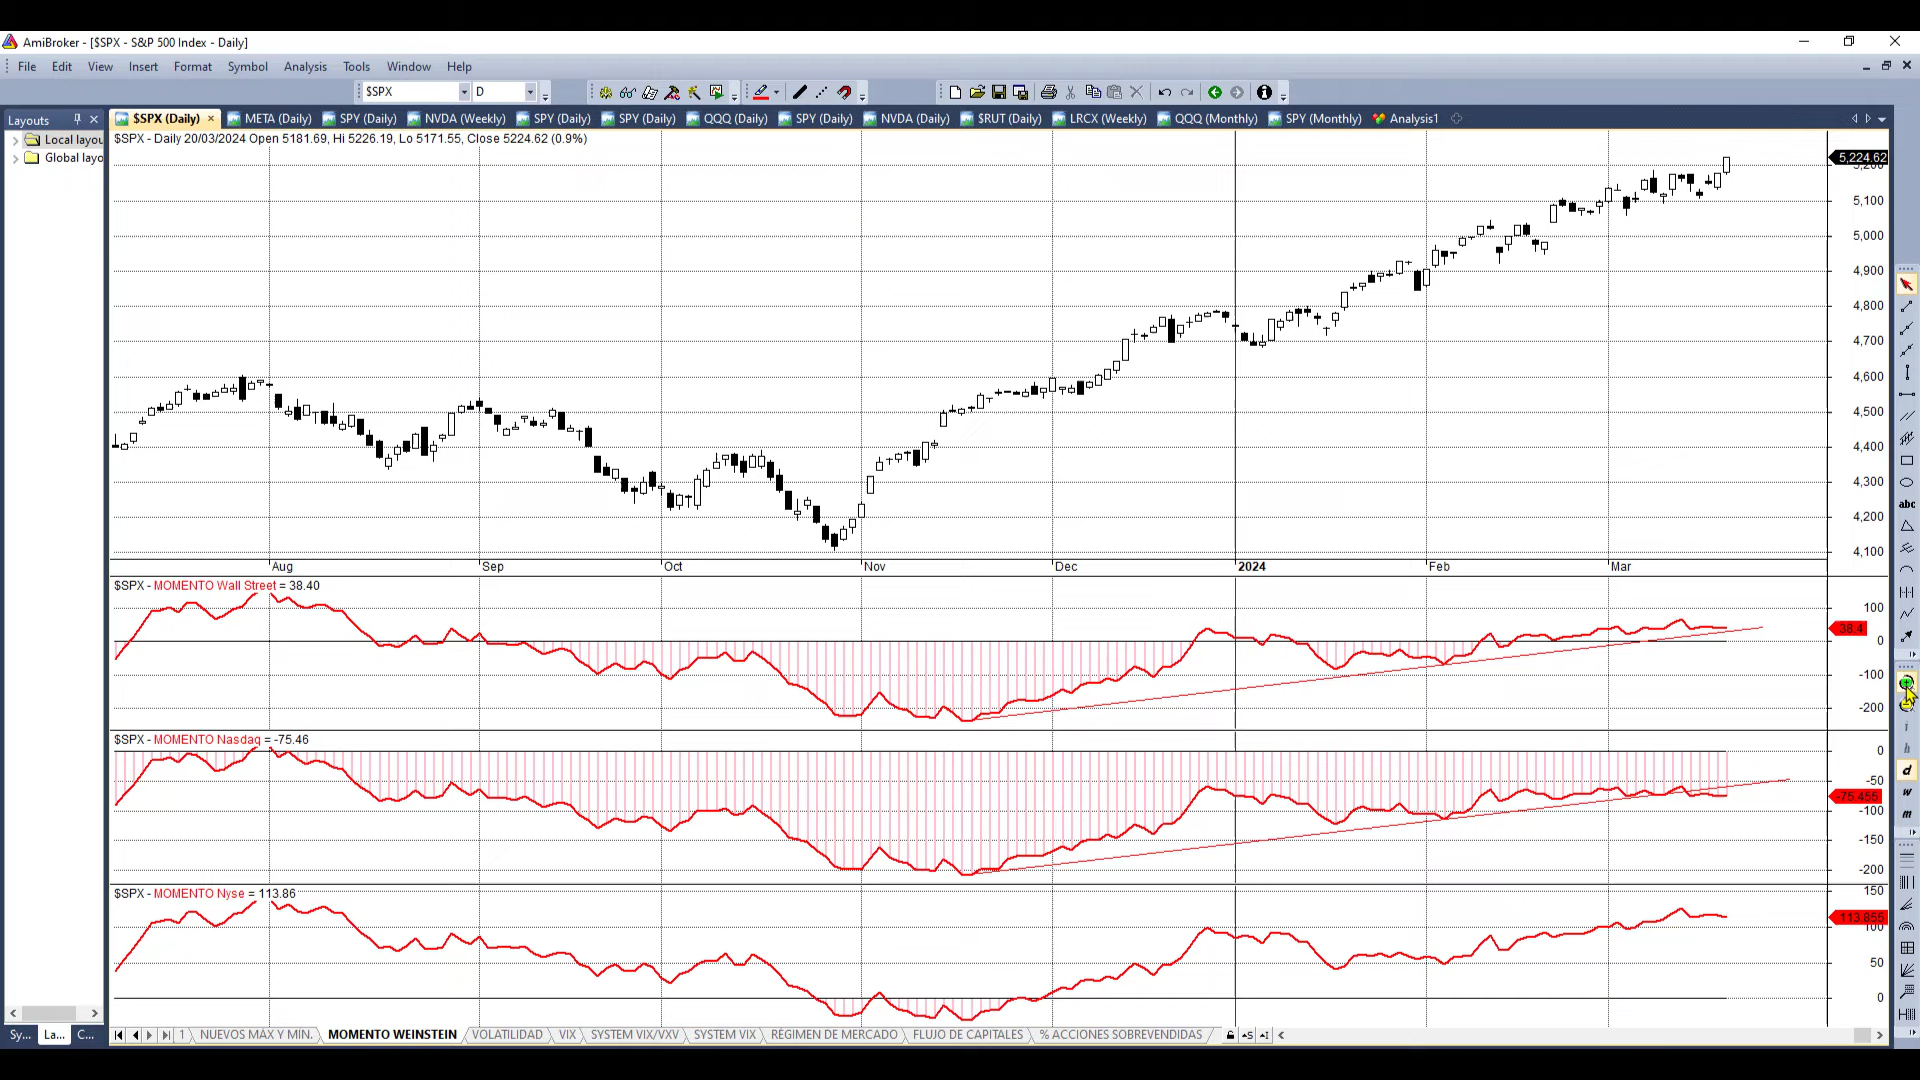 AmiBroker - [$SPX - S&P 500 Index - Daily]
File Edit View Insert Format Symbol Analysis Tools Window Help
$SPX D
Layouts
$SPX (Daily) META (Daily) SPY (Daily) NVDA (Weekly) SPY (Daily) SPY (Daily) QQQ (Daily) SPY (Daily) NVDA (Daily) $RUT (Daily) LRCX (Weekly) QQQ (Monthly) SPY (Monthly) Analysis1
Local layou
Global layo
$SPX - Daily 20/03/2024 Open 5181.69, Hi 5226.19, Lo 5171.55, Close 5224.62 (0.9%)
5,224.62
5,200
5,100
5,000
4,900
4,800
4,700
4,600
4,500
4,400
4,300
4,200
4,100
Aug Sep Oct Nov Dec 2024 Feb Mar
$SPX - MOMENTO Wall Street = 38.40
100
38.4
0
-100
-200
$SPX - MOMENTO Nasdaq = -75.46
0
-50
-75.455
-100
-150
-200
$SPX - MOMENTO Nyse = 113.86
150
113.855
100
50
0
abc
i
h
d
w
m
Sy... La... C...
1 NUEVOS MÁX Y MÍN. MOMENTO WEINSTEIN VOLATILIDAD VIX SYSTEM VIX/VXV SYSTEM VIX RÉGIMEN DE MERCADO FLUJO DE CAPITALES % ACCIONES SOBREVENDIDAS